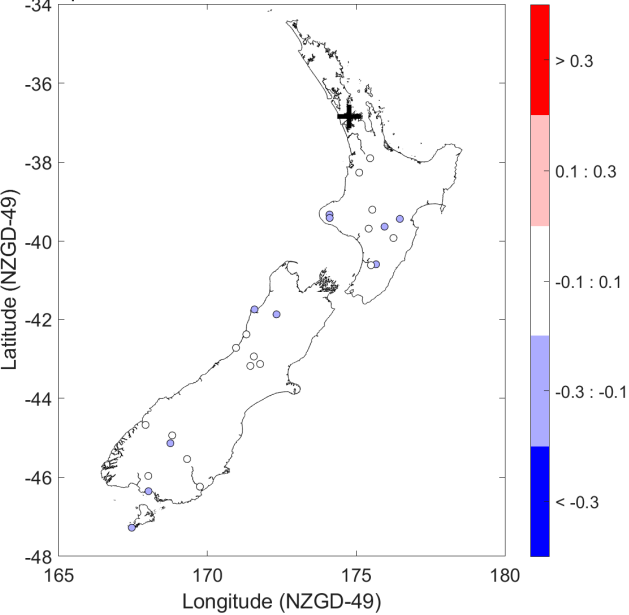 -34
-36
-38
-40
-42
-44
-46
-48
165
170
175
180
Latitude (NZGD-49)
Longitude (NZGD-49)
> 0.3
0.1 : 0.3
-0.1 : 0.1
-0.3 : -0.1
< -0.3